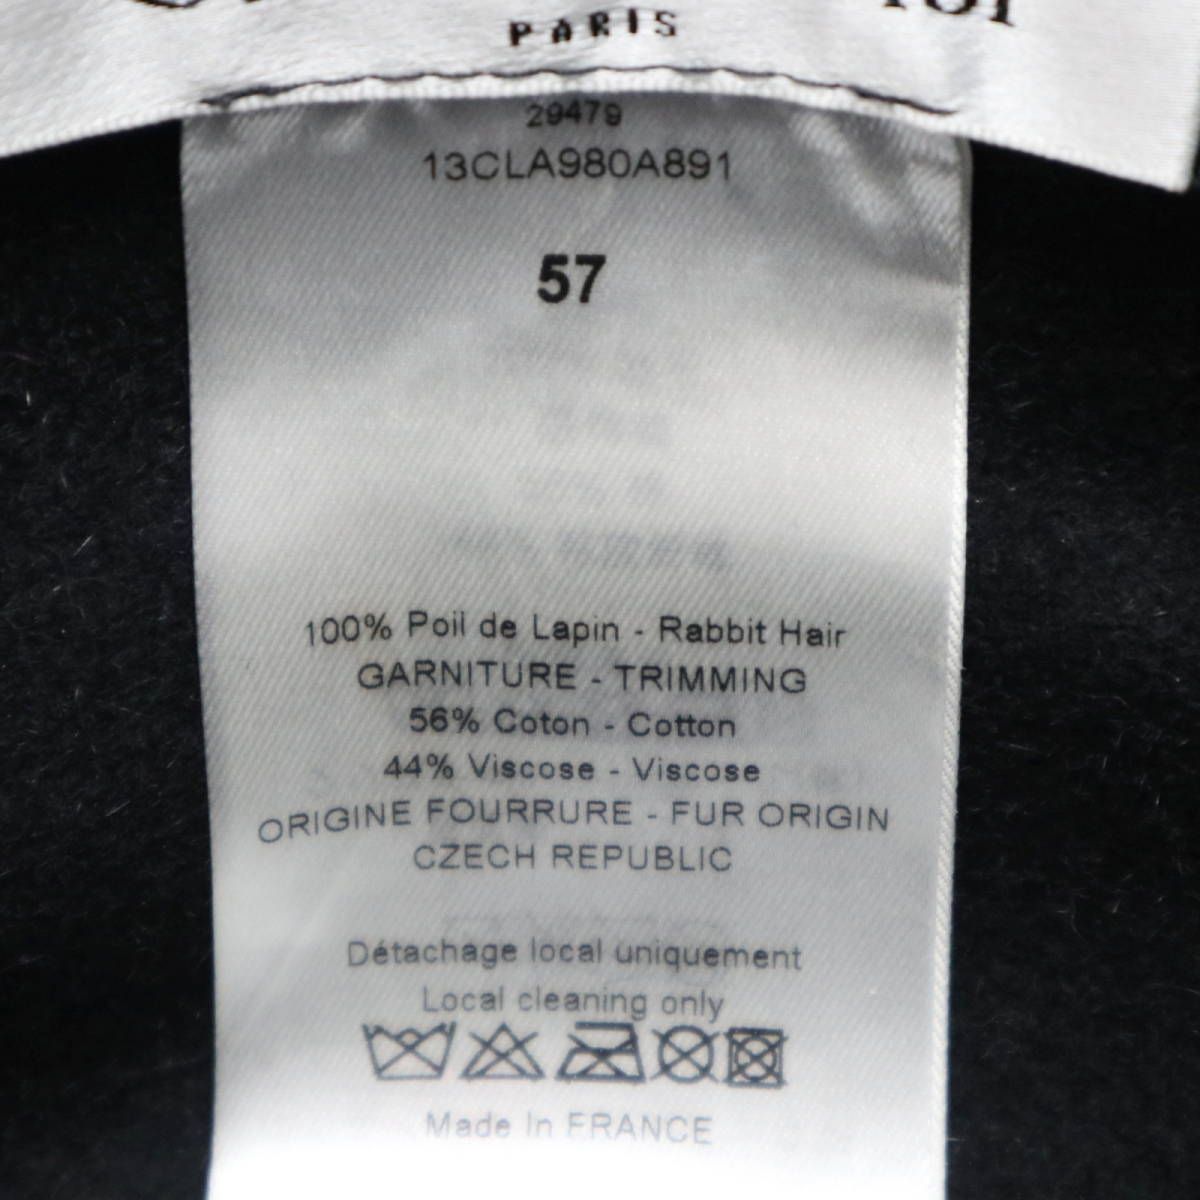 PARIS
29479
13CLA980A891
57
100% Poil de Lapin - Rabbit Hair
GARNITURE - TRIMMING
56% Coton - Cotton
44% Viscose - Viscose
ORIGINE FOURRURE - FUR ORIGIN
CZECH REPUBLIC
Détachage local uniquement
Local cleaning only
Made In FRANCE